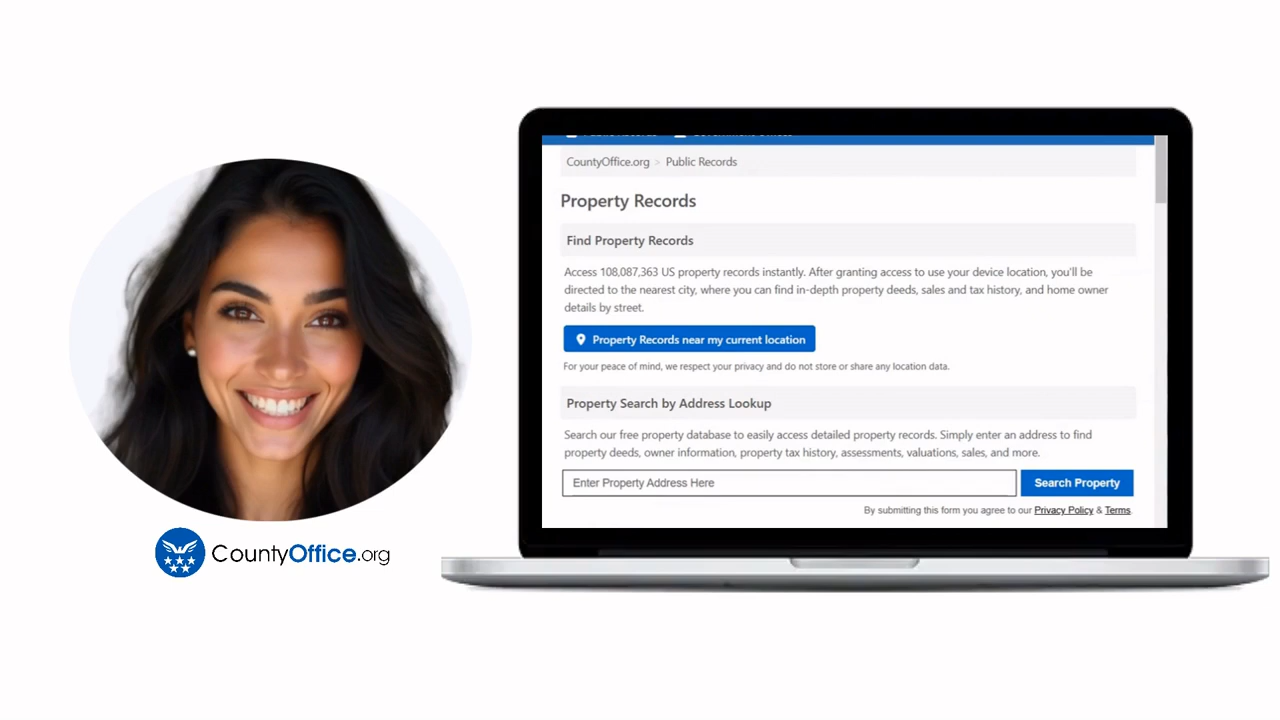 CountyOffice.org > Public Records
Property Records
Find Property Records
Access 108,087,363 US property records instantly. After granting access to use your device location, you'll be
directed to the nearest city, where you can find in-depth property deeds, sales and tax history, and home owner
details by street.
Property Records near my current location
For your peace of mind, we respect your privacy and do not store or share any location data.
Property Search by Address Lookup
Search our free property database to easily access detailed property records. Simply enter an address to find
property deeds, owner information, property tax history, assessments, valuations, sales, and more.
Enter Property Address Here
Search Property
By submitting this form you agree to our Privacy Policy & Terms.
CountyOffice.org